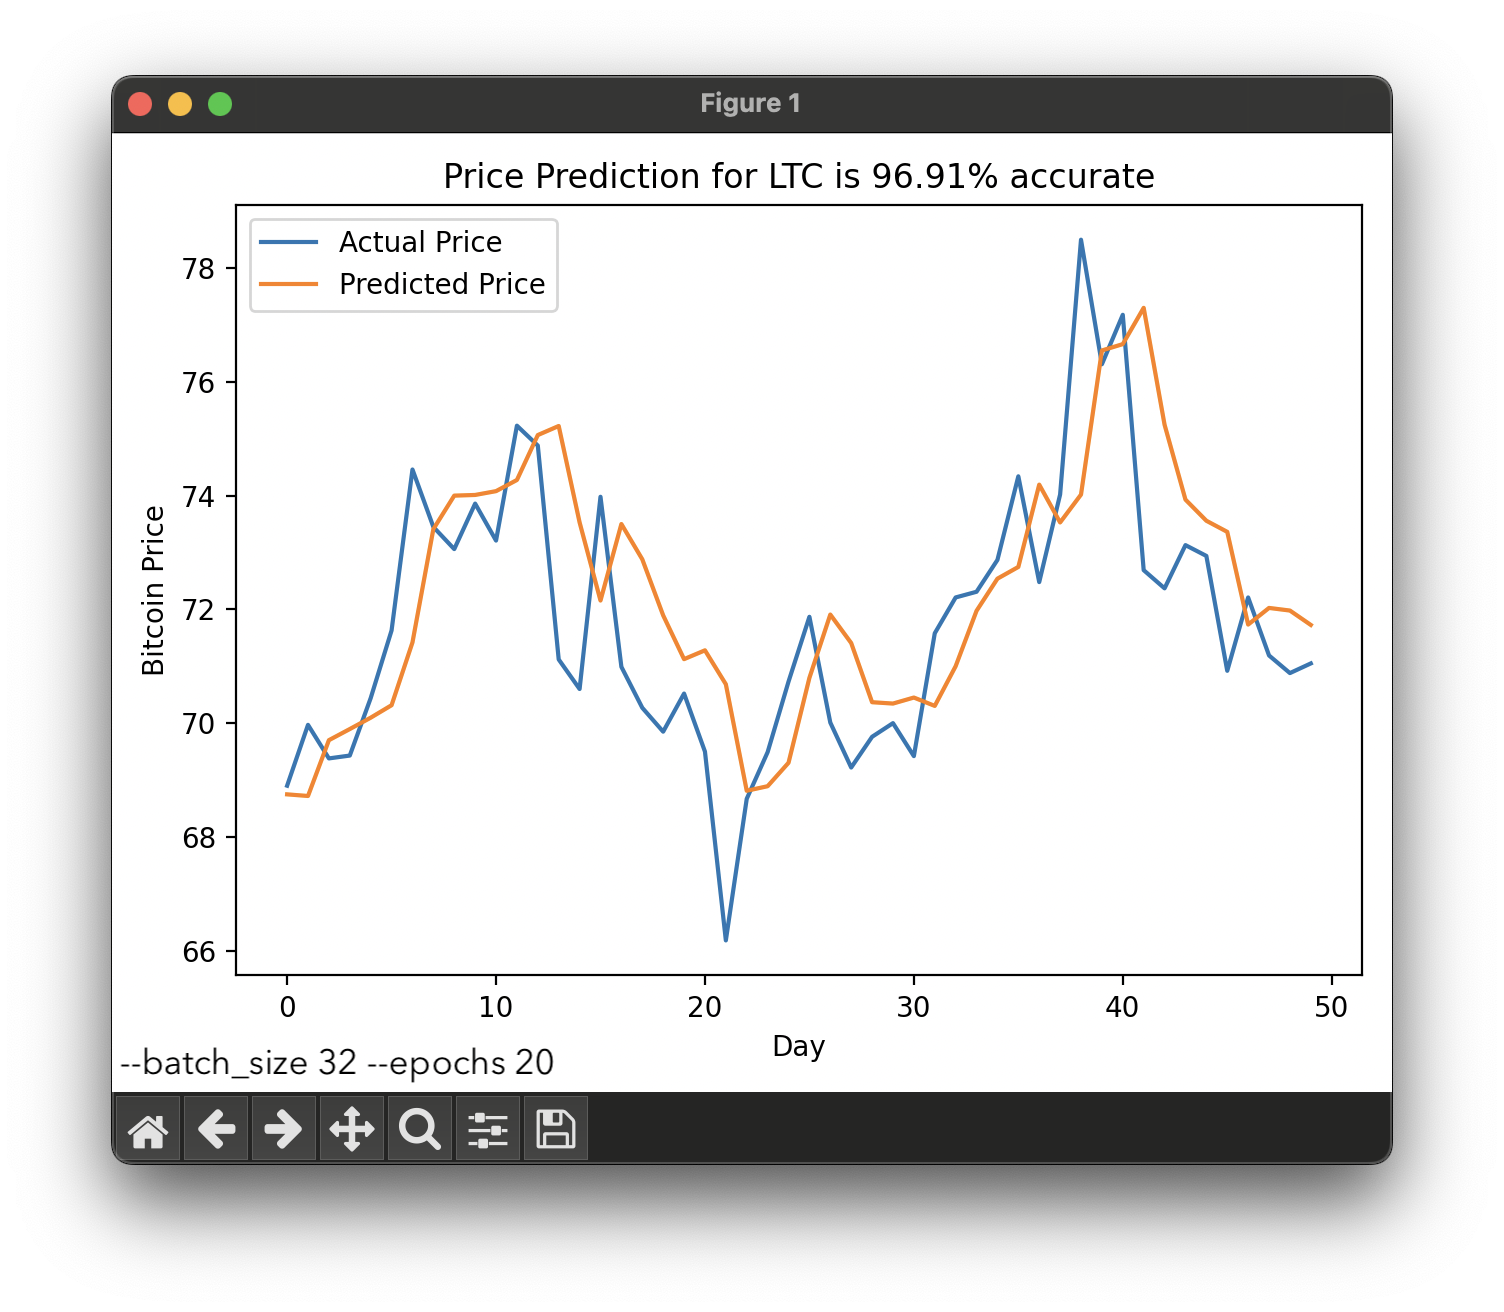 Figure 1
Price Prediction for LTC is 96.91% accurate
Actual Price
Predicted Price
78
76
74
72
70
68
66
Bitcoin Price
0 10 20 30 40 50
Day
--batch_size 32 --epochs 20